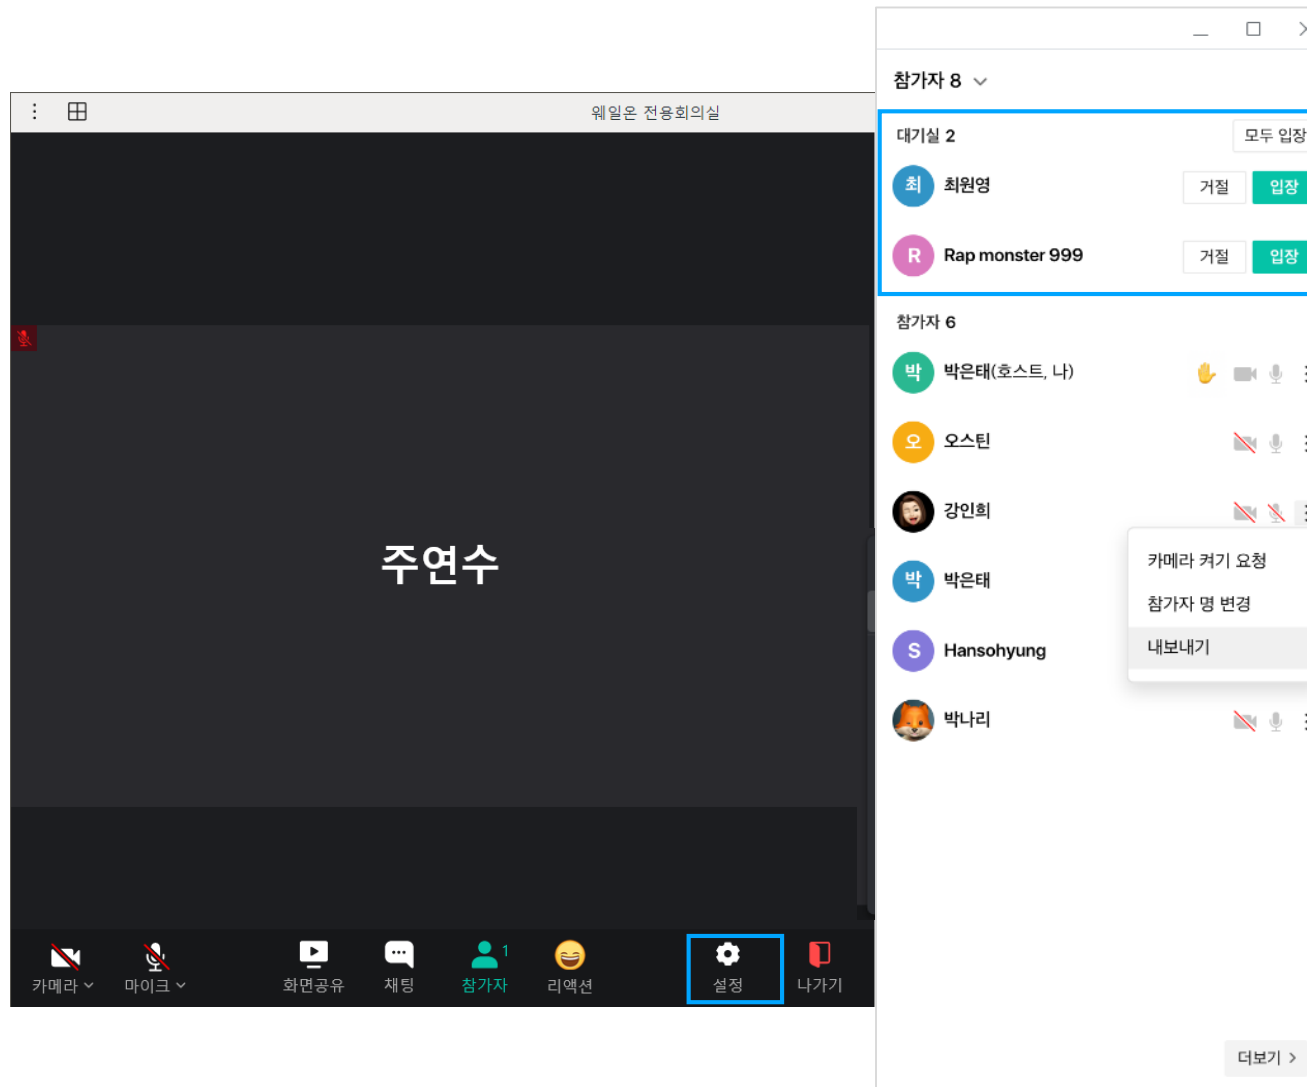 웨일온 전용회의실
주연수
카메라
마이크
화면공유
채팅
참가자 1
리액션
설정
나가기
참가자 8
대기실 2
모두 입장
최
최원영
거절
입장
R
Rap monster 999
거절
입장
참가자 6
박
박은태(호스트, 나)
오
오스틴
강인희
카메라 켜기 요청
참가자 명 변경
내보내기
박
박은태
S
Hansohyung
박나리
더보기